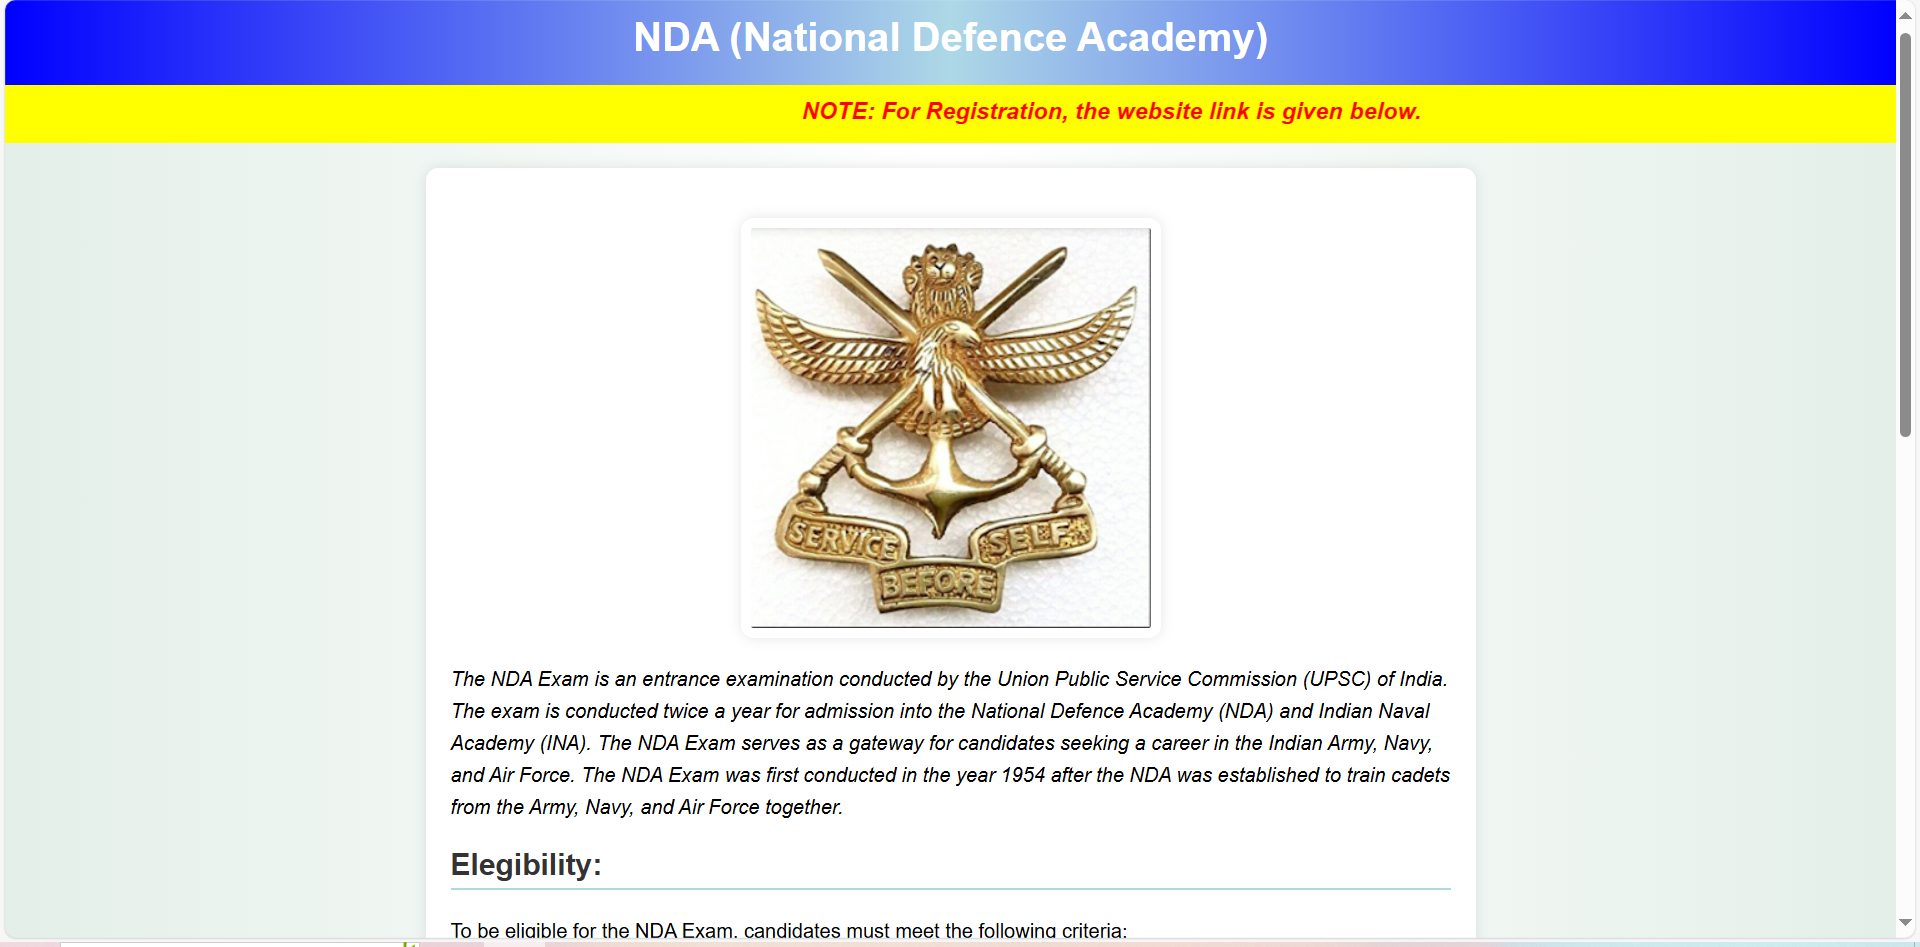 NDA (National Defence Academy)
NOTE: For Registration, the website link is given below.
SERVICE SELF
BEFORE
The NDA Exam is an entrance examination conducted by the Union Public Service Commission (UPSC) of India.
The exam is conducted twice a year for admission into the National Defence Academy (NDA) and Indian Naval
Academy (INA). The NDA Exam serves as a gateway for candidates seeking a career in the Indian Army, Navy,
and Air Force. The NDA Exam was first conducted in the year 1954 after the NDA was established to train cadets
from the Army, Navy, and Air Force together.
Elegibility:
To be eligible for the NDA Exam, candidates must meet the following criteria: